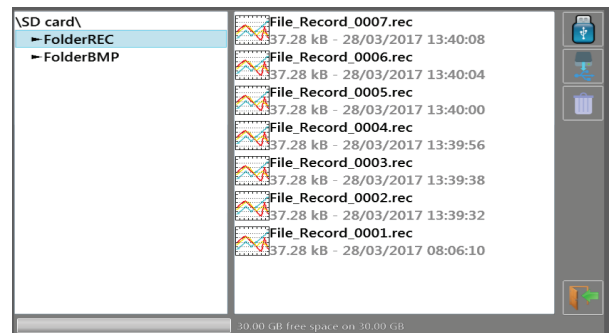 \SD card\
FolderREC
FolderBMP
File_Record_0007.rec
37.28 kB - 28/03/2017 13:40:08
File_Record_0006.rec
37.28 kB - 28/03/2017 13:40:04
File_Record_0005.rec
37.28 kB - 28/03/2017 13:40:00
File_Record_0004.rec
37.28 kB - 28/03/2017 13:39:56
File_Record_0003.rec
37.28 kB - 28/03/2017 13:39:38
File_Record_0002.rec
37.28 kB - 28/03/2017 13:39:32
File_Record_0001.rec
37.28 kB - 28/03/2017 08:06:10
30.00 GB free space on 30.00 GB